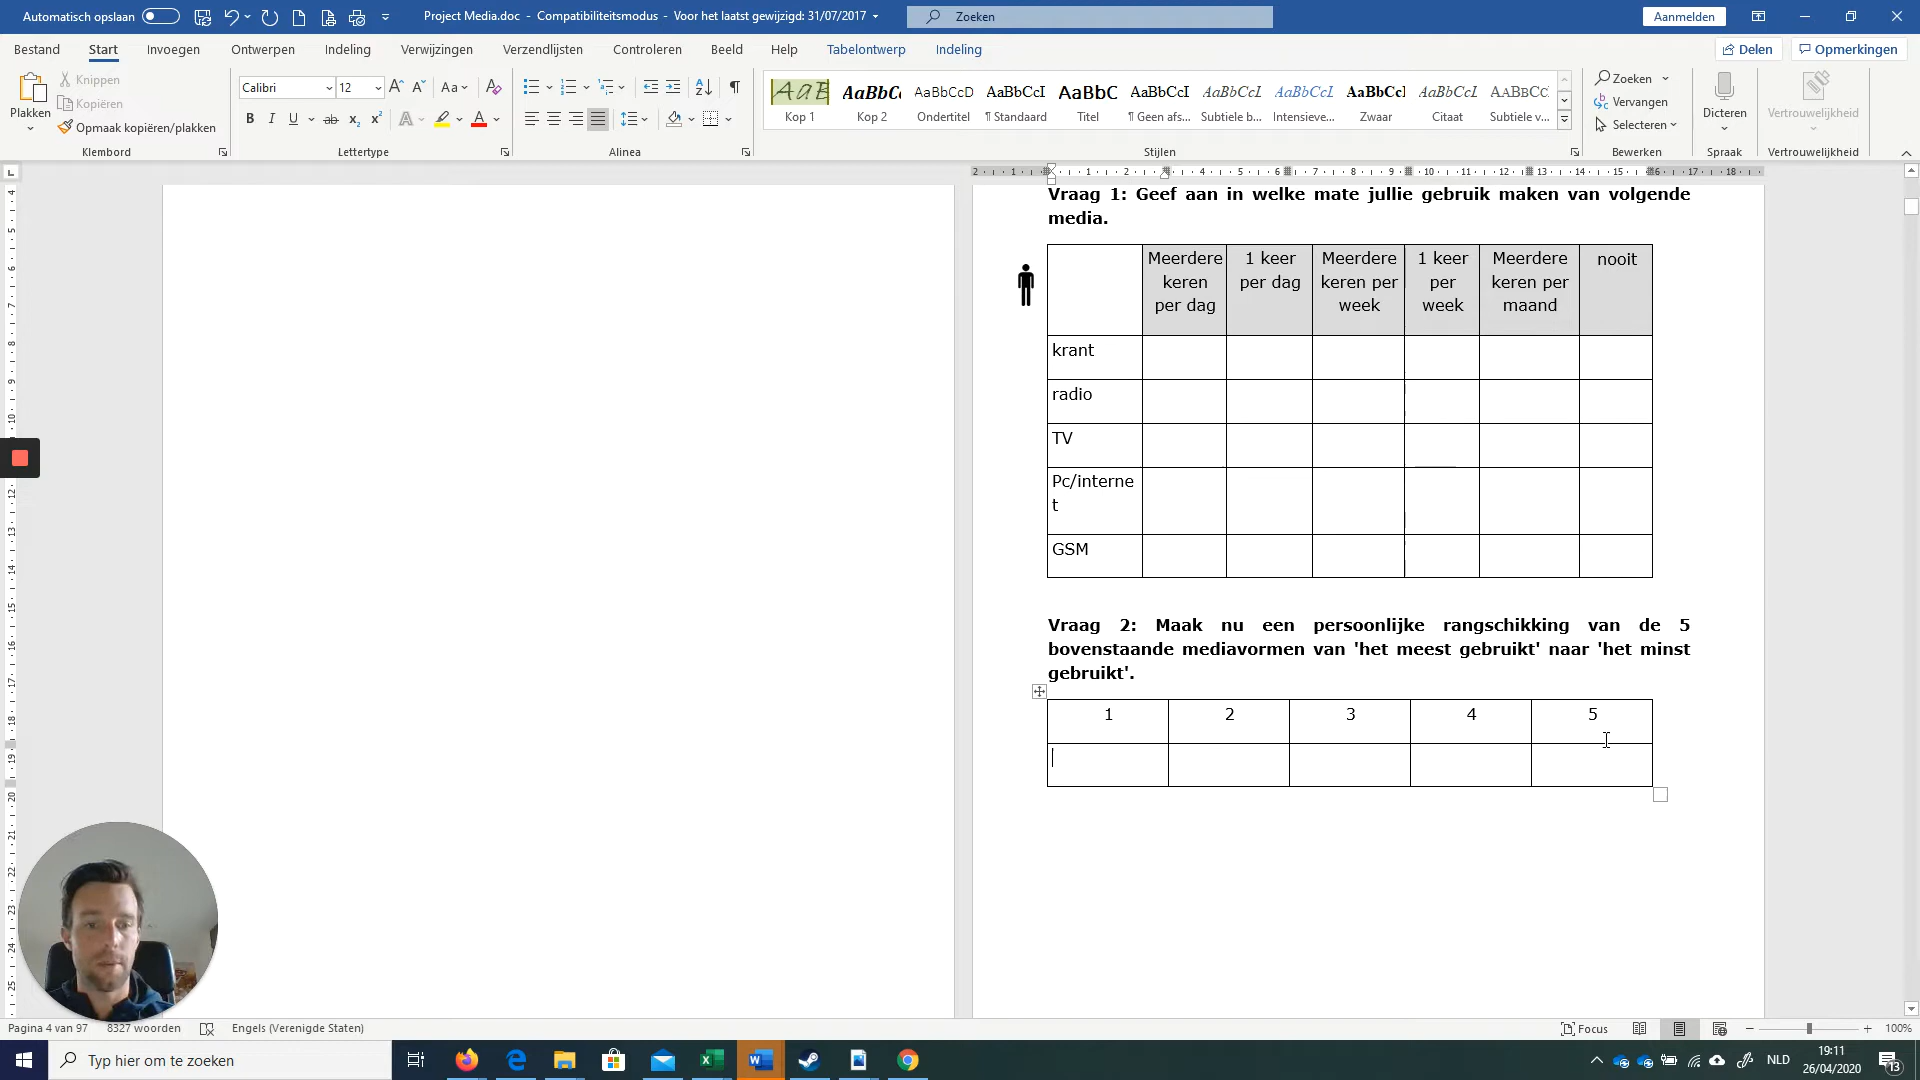 Automatisch opslaan
Project Media.doc - Compatibiliteitsmodus - Voor het laatst gewijzigd: 31/07/2017
Zoeken
Aanmelden
Bestand Start Invoegen Ontwerpen Indeling Verwijzingen Verzendlijsten Controleren Beeld Help Tabelontwerp Indeling
Delen
Opmerkingen
Plakken
Knippen
Kopiëren
Opmaak kopiëren/plakken
Klembord
Calibri 12
Lettertype
Alinea
Kop 1
Kop 2
Ondertitel
¶ Standaard
Titel
¶ Geen afs...
Subtiele b...
Intensieve...
Zwaar
Citaat
Subtiele v...
Stijlen
Zoeken
Vervangen
Selecteren
Bewerken
Dicteren
Spraak
Vertrouwelijkheid
Vertrouwelijkheid
Vraag 1: Geef aan in welke mate jullie gebruik maken van volgende
media.
Meerdere keren per dag
1 keer per dag
Meerdere keren per week
1 keer per week
Meerdere keren per maand
nooit
krant
radio
TV
Pc/interne
t
GSM
Vraag 2: Maak nu een persoonlijke rangschikking van de 5
bovenstaande mediavormen van 'het meest gebruikt' naar 'het minst
gebruikt'.
1 2 3 4 5
Pagina 4 van 97 8327 woorden Engels (Verenigde Staten)
Focus
100%
Typ hier om te zoeken
NLD
19:11
26/04/2020
13